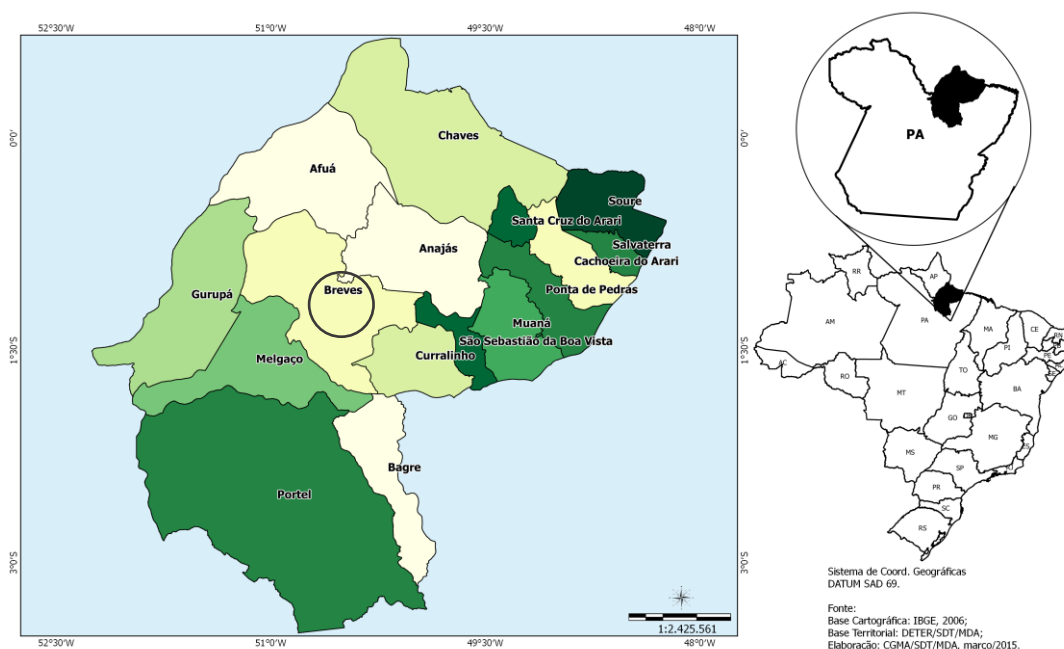 52°30'W
51°0'W
49°30'W
48°0'W
0°0'
1°30'S
3°0'S
Chaves
Afuá
Soure
Santa Cruz do Arari
Salvaterra
Anajás
Cachoeira do Arari
Ponta de Pedras
Breves
Gurupá
Muaná
São Sebastião da Boa Vista
Melgaço
Curralinho
Bagre
Portel
1:2.425.561
52°30'W
51°0'W
49°30'W
48°0'W
0°0'
1°30'S
3°0'S
PA
RR
AP
AM
PA
MA
CE
RN
PI
PE
AC
RO
TO
BA
MT
GO
MG
ES
MS
SP
RJ
PR
SC
RS
Sistema de Coord. Geográficas
DATUM SAD 69.
Fonte:
Base Cartográfica: IBGE, 2006;
Base Territorial: DETER/SDT/MDA;
Elaboração: CGMA/SDT/MDA, março/2015.